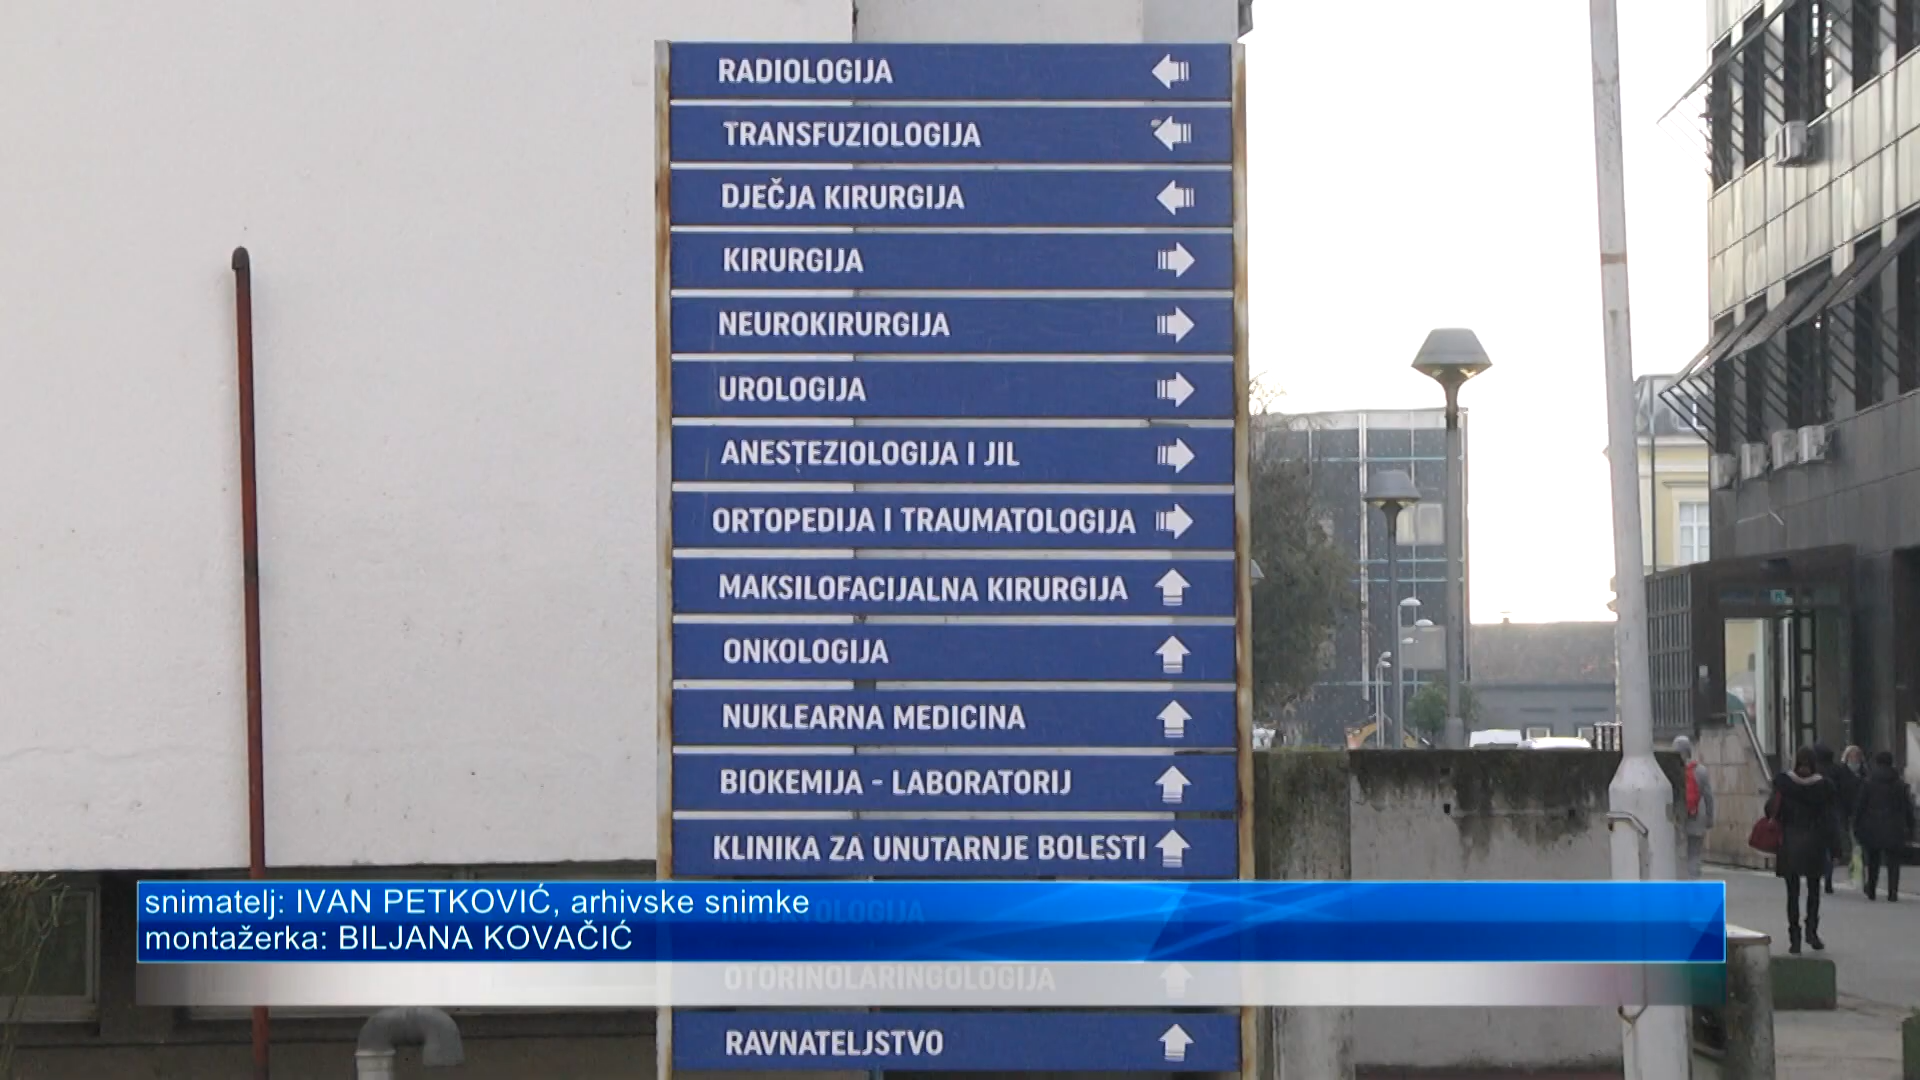 RADIOLOGIJA
TRANSFUZIOLOGIJA
DJEČJA KIRURGIJA
KIRURGIJA
NEUROKIRURGIJA
UROLOGIJA
ANESTEZIOLOGIJA I JIL
ORTOPEDIJA I TRAUMATOLOGIJA
MAKSILOFACIJALNA KIRURGIJA
ONKOLOGIJA
NUKLEARNA MEDICINA
BIOKEMIJA - LABORATORIJ
KLINIKA ZA UNUTARNJE BOLESTI
snimatelj: IVAN PETKOVIĆ, arhivske snimke
montažerka: BILJANA KOVAČIĆ
OTORINOLARINGOLOGIJA
RAVNATELJSTVO